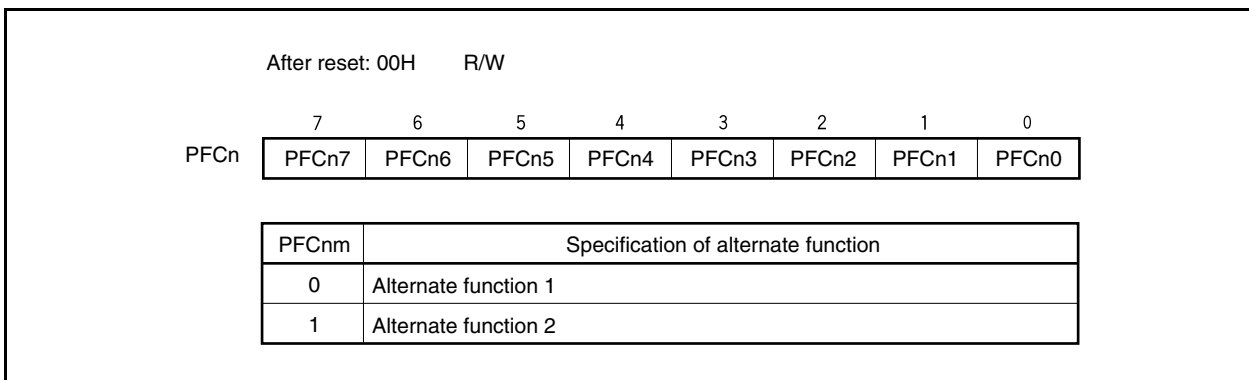 After reset: 00H R/W
7 6 5 4 3 2 1 0
PFCn PFCn7 PFCn6 PFCn5 PFCn4 PFCn3 PFCn2 PFCn1 PFCn0
PFCnm Specification of alternate function
0 Alternate function 1
1 Alternate function 2